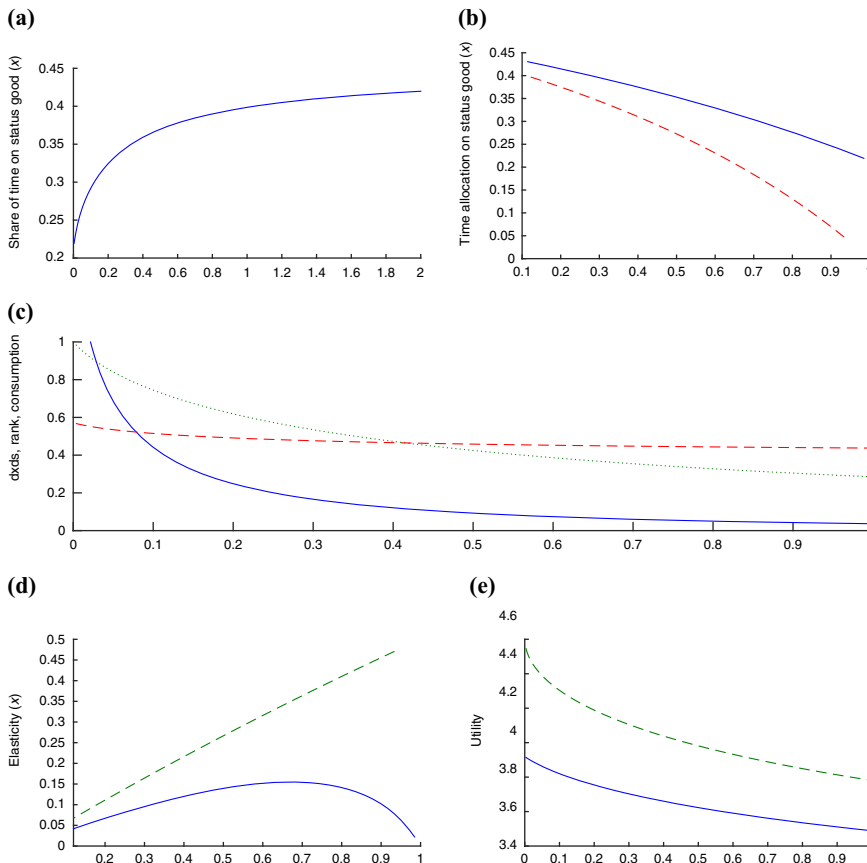 (a)
Share of time on status good (x)
0.45
0.4
0.35
0.3
0.25
0.2
0 0.2 0.4 0.6 0.8 1 1.2 1.4 1.6 1.8 2
(b)
Time allocation on status good (x)
0.45
0.4
0.35
0.3
0.25
0.2
0.15
0.1
0.05
0
0.1 0.2 0.3 0.4 0.5 0.6 0.7 0.8 0.9
(c)
dxds, rank, consumption
1
0.8
0.6
0.4
0.2
0
0 0.1 0.2 0.3 0.4 0.5 0.6 0.7 0.8 0.9
(d)
Elasticity (x)
0.5
0.45
0.4
0.35
0.3
0.25
0.2
0.15
0.1
0.05
0
0.2 0.3 0.4 0.5 0.6 0.7 0.8 0.9 1
(e)
Utility
4.6
4.4
4.2
4
3.8
3.6
3.4
0 0.1 0.2 0.3 0.4 0.5 0.6 0.7 0.8 0.9